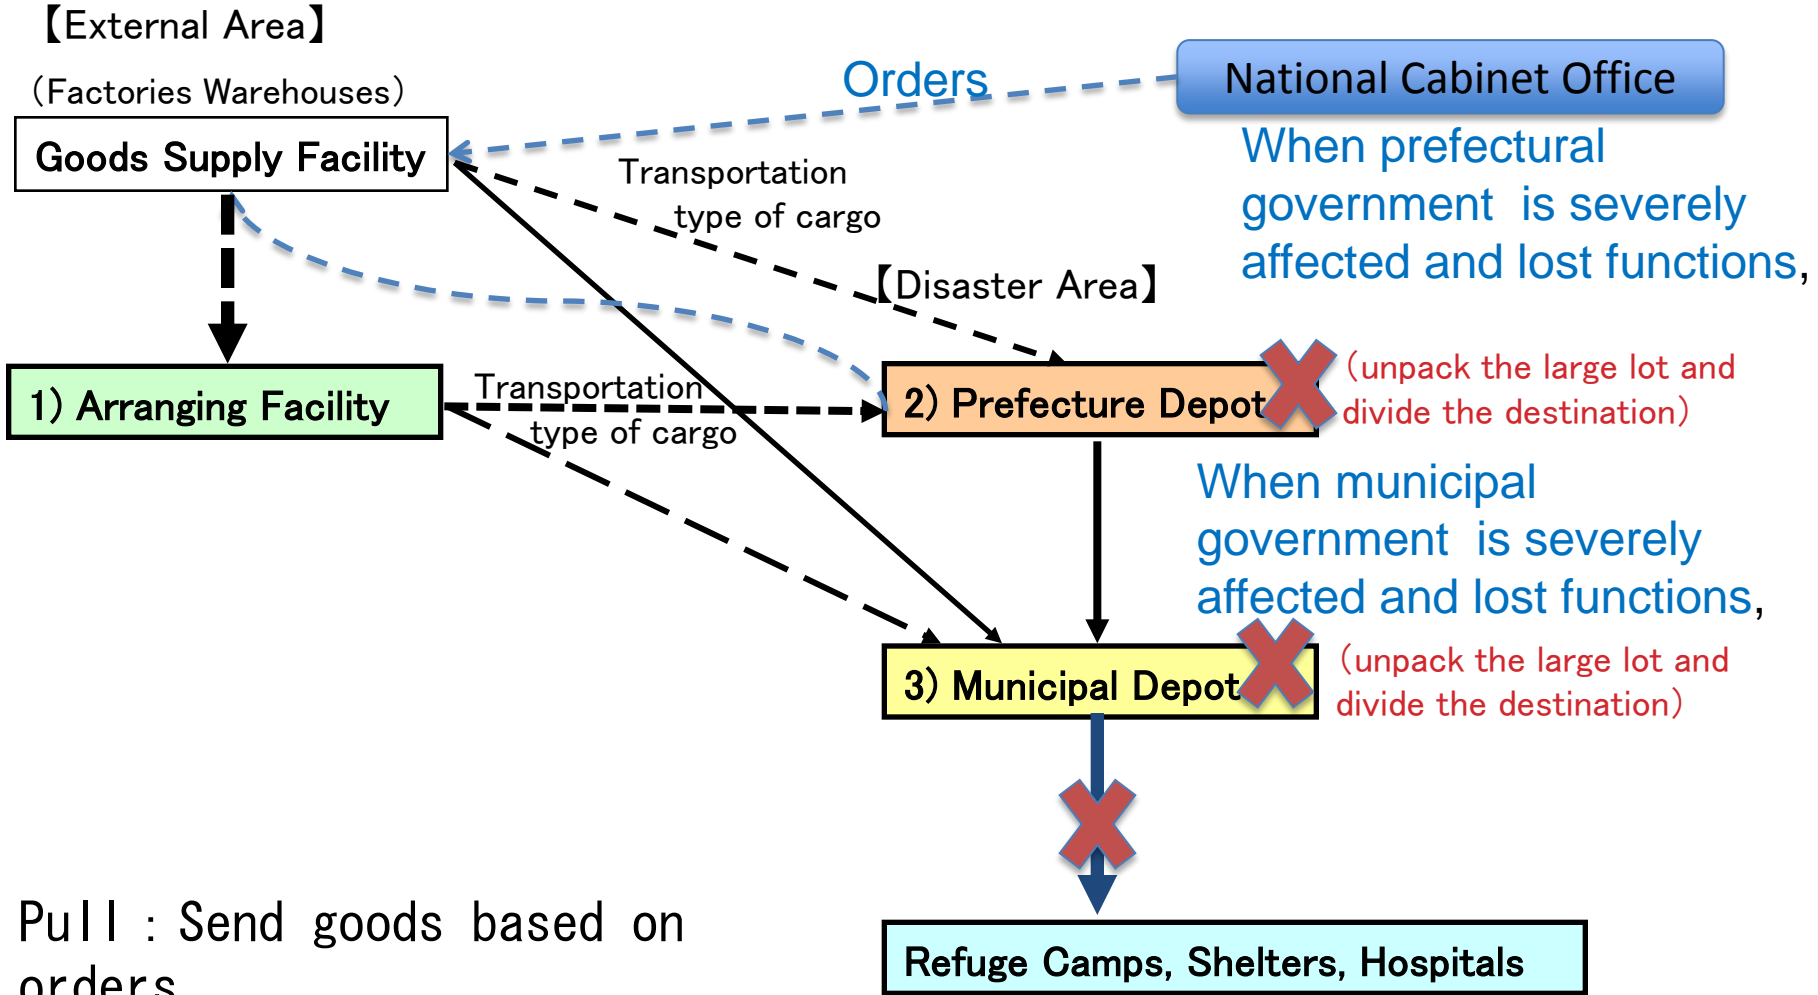 【External Area】
(Factories Warehouses)
Goods Supply Facility
Orders
National Cabinet Office
When prefectural
government is severely
affected and lost functions,
Transportation
type of cargo
【Disaster Area】
1) Arranging Facility
Transportation
type of cargo
2) Prefecture Depot
(unpack the large lot and
divide the destination)
When municipal
government is severely
affected and lost functions,
3) Municipal Depot
(unpack the large lot and
divide the destination)
Pull：Send goods based on
orders
Refuge Camps, Shelters, Hospitals